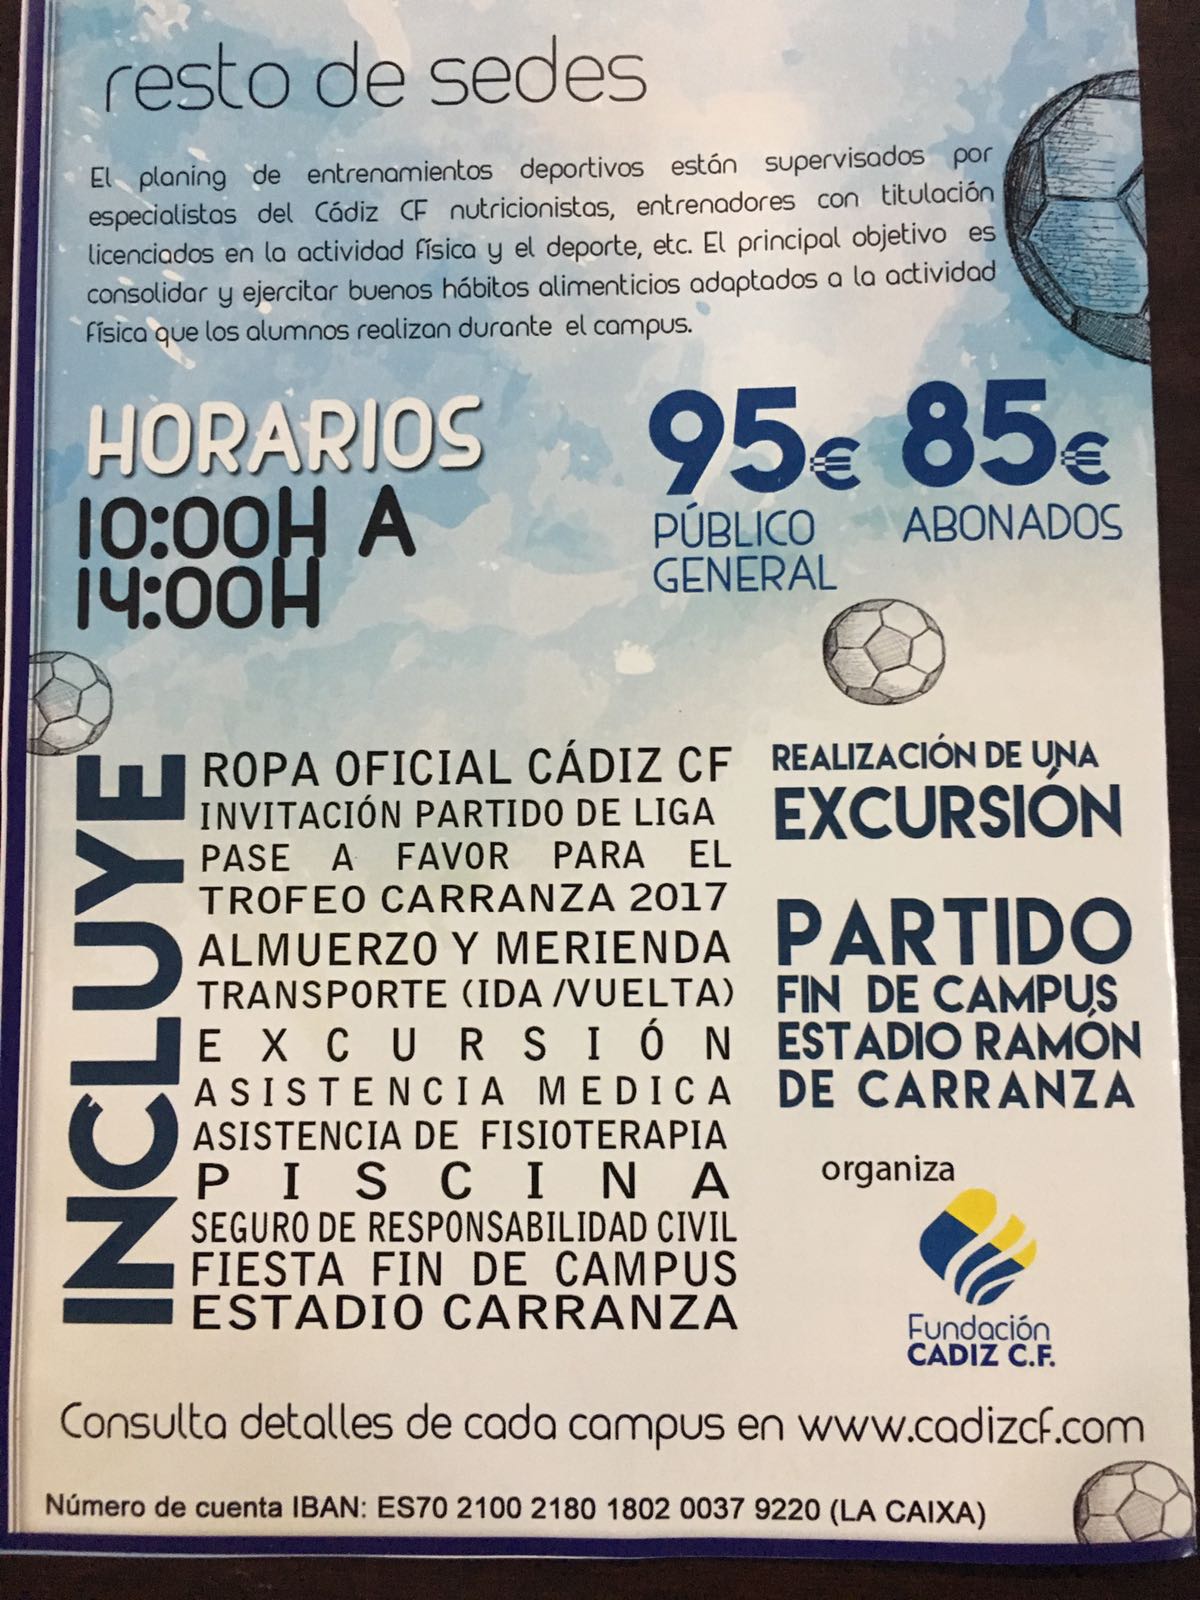 resto de sedes
El planing de entrenamientos deportivos están supervisados por
especialistas del Cádiz CF nutricionistas, entrenadores con titulación
licenciados en la actividad física y el deporte, etc. El principal objetivo es
consolidar y ejercitar buenos hábitos alimenticios adaptados a la actividad
física que los alumnos realizan durante el campus.
HORARIOS
10:00H A
14:00H
95€
PÚBLICO
GENERAL
85€
ABONADOS
INCLUYE
ROPA OFICIAL CÁDIZ CF
INVITACIÓN PARTIDO DE LIGA
PASE A FAVOR PARA EL
TROFEO CARRANZA 2017
ALMUERZO Y MERIENDA
TRANSPORTE (IDA /VUELTA)
EXCURSIÓN
ASISTENCIA MEDICA
ASISTENCIA DE FISIOTERAPIA
PISCINA
SEGURO DE RESPONSABILIDAD CIVIL
FIESTA FIN DE CAMPUS
ESTADIO CARRANZA
REALIZACIÓN DE UNA
EXCURSIÓN
PARTIDO
FIN DE CAMPUS
ESTADIO RAMÓN
DE CARRANZA
organiza
Fundación
CADIZ C.F.
Consulta detalles de cada campus en www.cadizcf.com
Número de cuenta IBAN: ES70 2100 2180 1802 0037 9220 (LA CAIXA)